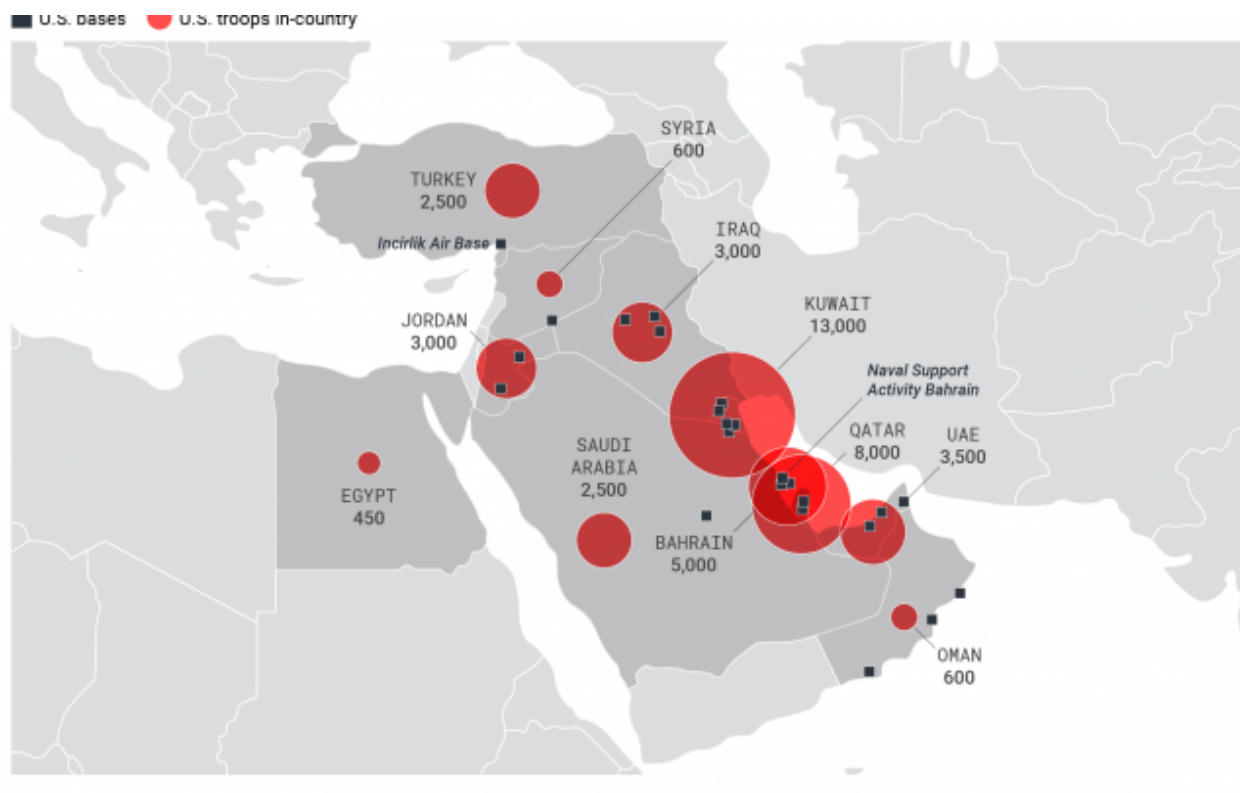 U.S. bases
U.S. troops in-country
SYRIA
600
TURKEY
2,500
IRAQ
3,000
Incirlik Air Base
KUWAIT
13,000
JORDAN
3,000
Naval Support
Activity Bahrain
QATAR
8,000
UAE
3,500
SAUDI
ARABIA
2,500
EGYPT
450
BAHRAIN
5,000
OMAN
600